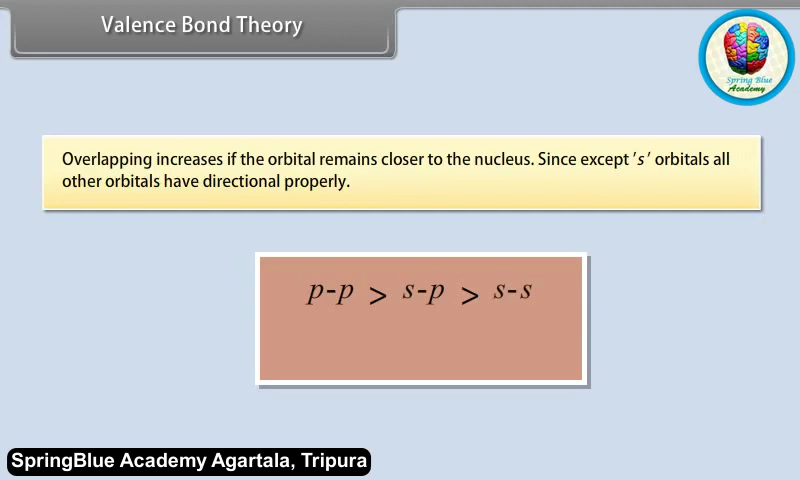 Valence Bond Theory
Spring Blue
Academy
Overlapping increases if the orbital remains closer to the nucleus. Since except 's' orbitals all
other orbitals have directional properly.
p-p > s-p > s-s
SpringBlue Academy Agartala, Tripura